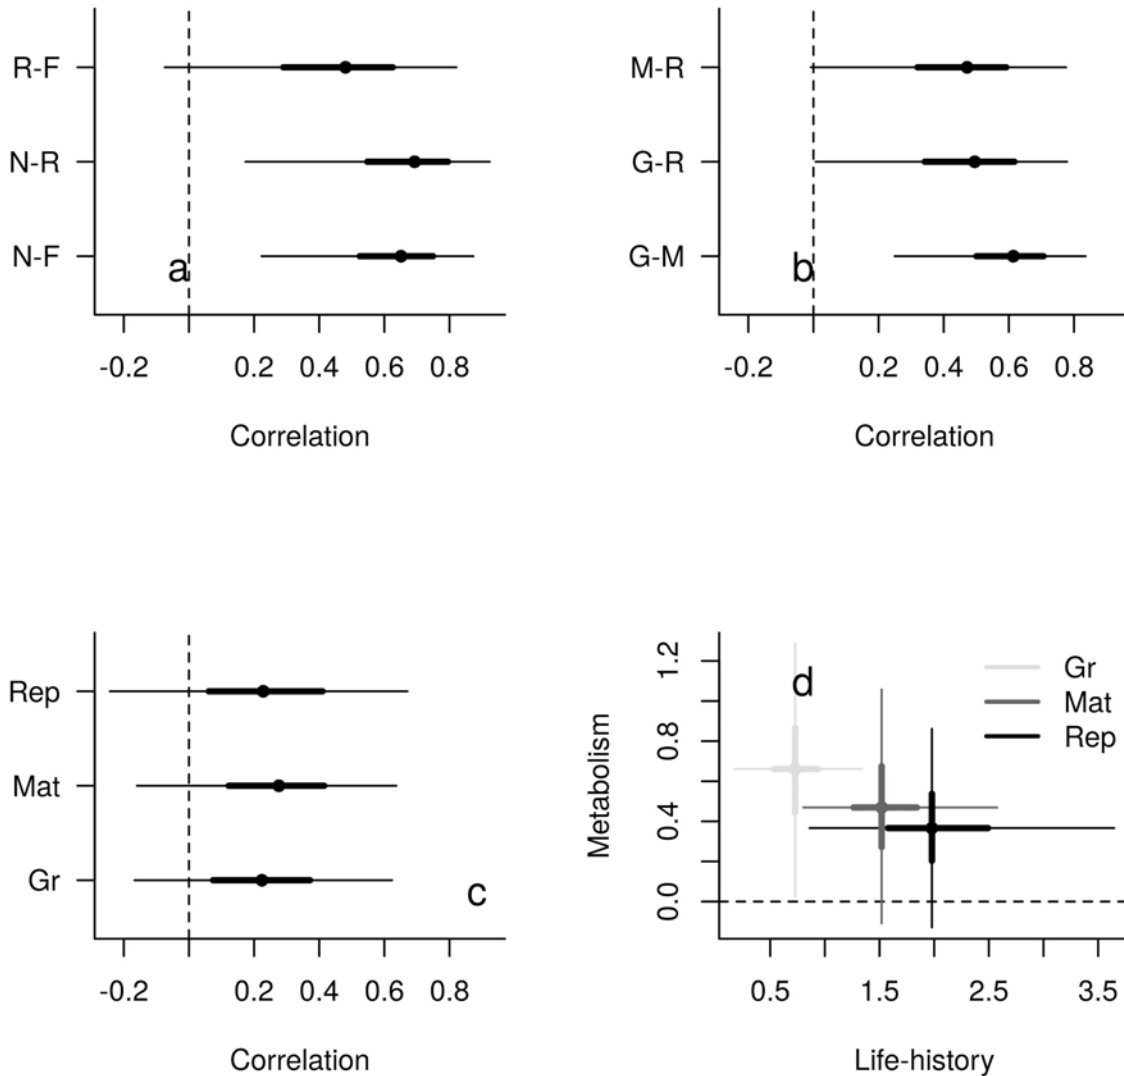 R-F
N-R
N-F
a
-0.2 0.2 0.4 0.6 0.8
Correlation
M-R
G-R
G-M
b
-0.2 0.2 0.4 0.6 0.8
Correlation
Rep
Mat
Gr
c
-0.2 0.2 0.4 0.6 0.8
Correlation
Metabolism
1.2
0.8
0.4
0.0
d
Gr
Mat
Rep
0.5 1.5 2.5 3.5
Life-history